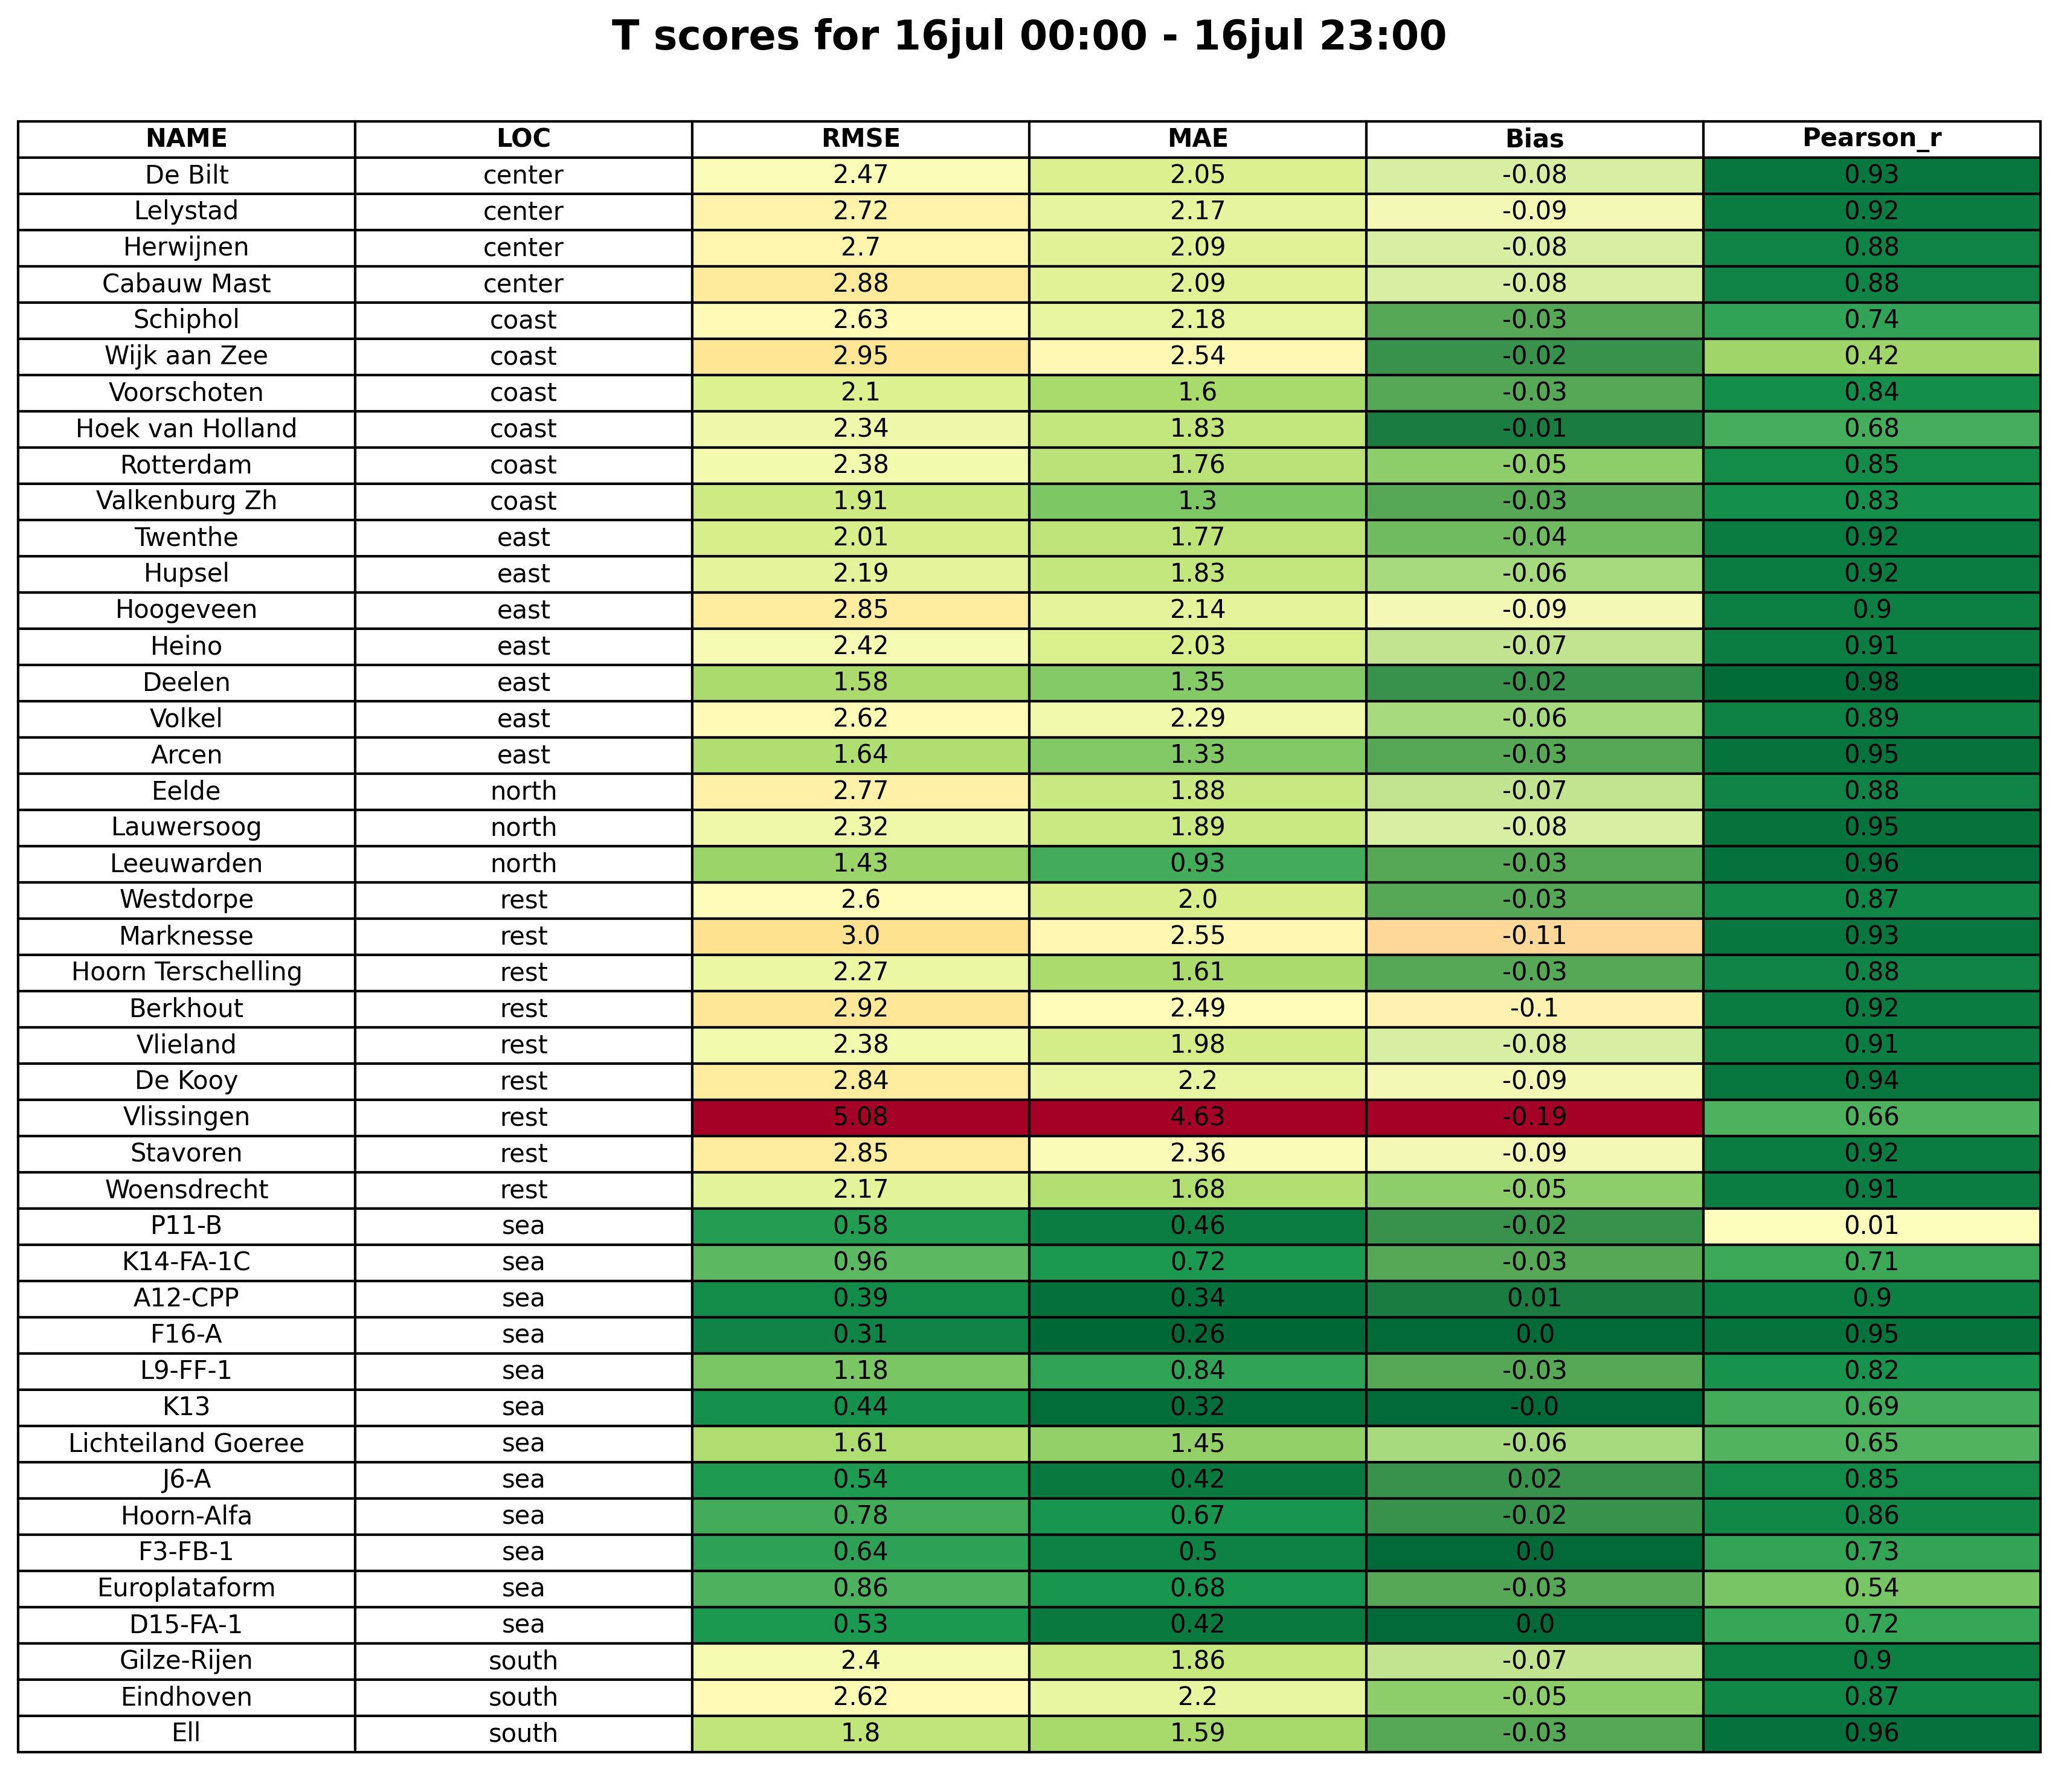 T scores for 16jul 00:00 - 16jul 23:00
NAME LOC RMSE MAE Bias Pearson_r
De Bilt center 2.47 2.05 -0.08 0.93
Lelystad center 2.72 2.17 -0.09 0.92
Herwijnen center 2.7 2.09 -0.08 0.88
Cabauw Mast center 2.88 2.09 -0.08 0.88
Schiphol coast 2.63 2.18 -0.03 0.74
Wijk aan Zee coast 2.95 2.54 -0.02 0.42
Voorschoten coast 2.1 1.6 -0.03 0.84
Hoek van Holland coast 2.34 1.83 -0.01 0.68
Rotterdam coast 2.38 1.76 -0.05 0.85
Valkenburg Zh coast 1.91 1.3 -0.03 0.83
Twenthe east 2.01 1.77 -0.04 0.92
Hupsel east 2.19 1.83 -0.06 0.92
Hoogeveen east 2.85 2.14 -0.09 0.9
Heino east 2.42 2.03 -0.07 0.91
Deelen east 1.58 1.35 -0.02 0.98
Volkel east 2.62 2.29 -0.06 0.89
Arcen east 1.64 1.33 -0.03 0.95
Eelde north 2.77 1.88 -0.07 0.88
Lauwersoog north 2.32 1.89 -0.08 0.95
Leeuwarden north 1.43 0.93 -0.03 0.96
Westdorpe rest 2.6 2.0 -0.03 0.87
Marknesse rest 3.0 2.55 -0.11 0.93
Hoorn Terschelling rest 2.27 1.61 -0.03 0.88
Berkhout rest 2.92 2.49 -0.1 0.92
Vlieland rest 2.38 1.98 -0.08 0.91
De Kooy rest 2.84 2.2 -0.09 0.94
Vlissingen rest 5.08 4.63 -0.19 0.66
Stavoren rest 2.85 2.36 -0.09 0.92
Woensdrecht rest 2.17 1.68 -0.05 0.91
P11-B sea 0.58 0.46 -0.02 0.01
K14-FA-1C sea 0.96 0.72 -0.03 0.71
A12-CPP sea 0.39 0.34 0.01 0.9
F16-A sea 0.31 0.26 0.0 0.95
L9-FF-1 sea 1.18 0.84 -0.03 0.82
K13 sea 0.44 0.32 -0.0 0.69
Lichteiland Goeree sea 1.61 1.45 -0.06 0.65
J6-A sea 0.54 0.42 0.02 0.85
Hoorn-Alfa sea 0.78 0.67 -0.02 0.86
F3-FB-1 sea 0.64 0.5 0.0 0.73
Europlataform sea 0.86 0.68 -0.03 0.54
D15-FA-1 sea 0.53 0.42 0.0 0.72
Gilze-Rijen south 2.4 1.86 -0.07 0.9
Eindhoven south 2.62 2.2 -0.05 0.87
Ell south 1.8 1.59 -0.03 0.96